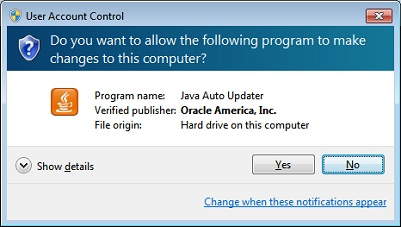 User Account Control
Do you want to allow the following program to make
changes to this computer?
Program name: Java Auto Updater
Verified publisher: Oracle America, Inc.
File origin: Hard drive on this computer
Show details
Yes
No
Change when these notifications appear